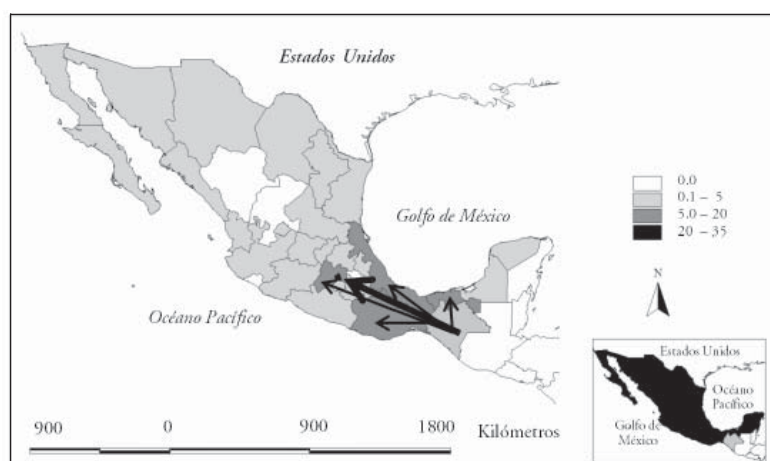 Estados Unidos
Golfo de México
Océano Pacífico
0.0
0.1 – 5
5.0 – 20
20 – 35
N
Estados Unidos
Océano
Pacífico
Golfo de
México
900
0
900
1800
Kilómetros